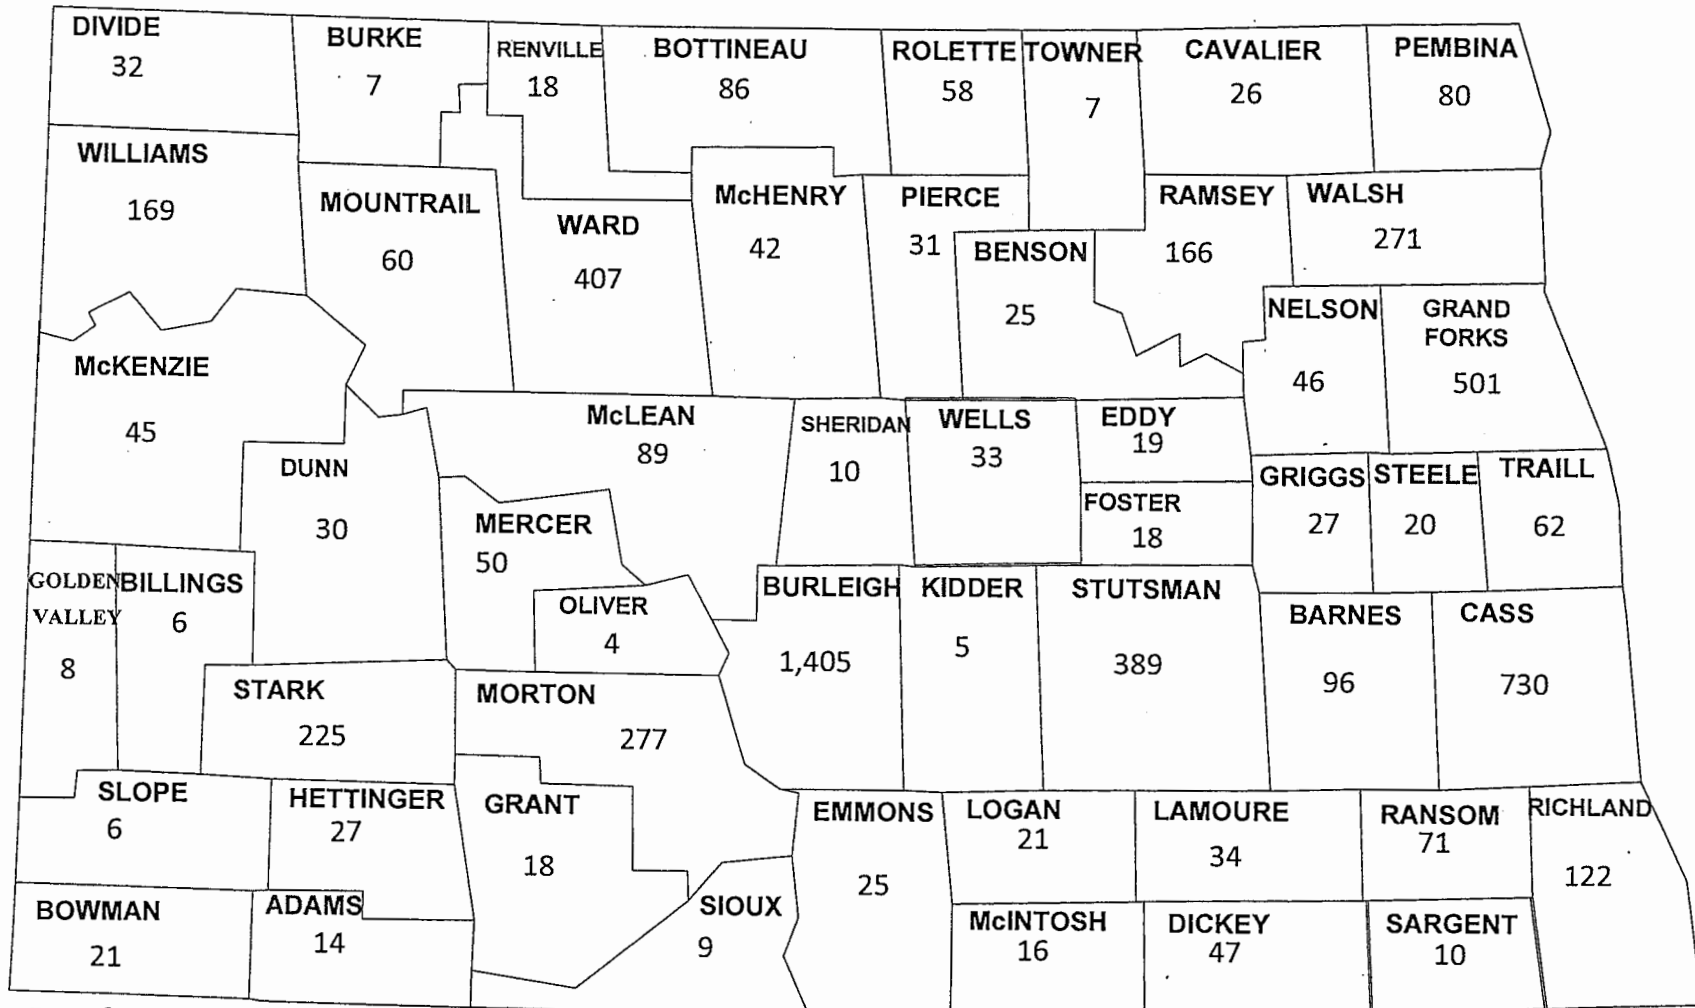 DIVIDE
32
BURKE
7
RENVILLE
18
BOTTINEAU
86
ROLETTE
58
TOWNER
7
CAVALIER
26
PEMBINA
80
WILLIAMS
169
MOUNTRAIL
60
WARD
407
McHENRY
42
PIERCE
31
BENSON
25
RAMSEY
166
WALSH
271
McKENZIE
45
NELSON
46
GRAND
FORKS
501
DUNN
30
McLEAN
89
SHERIDAN
10
WELLS
33
EDDY
19
FOSTER
18
GRIGGS
27
STEELE
20
TRAILL
62
MERCER
50
OLIVER
4
GOLDEN
VALLEY
8
BILLINGS
6
STARK
225
MORTON
277
BURLEIGH
1,405
KIDDER
5
STUTSMAN
389
BARNES
96
CASS
730
SLOPE
6
HETTINGER
27
GRANT
18
EMMONS
25
LOGAN
21
LAMOURE
34
RANSOM
71
RICHLAND
122
BOWMAN
21
ADAMS
14
SIOUX
9
McINTOSH
16
DICKEY
47
SARGENT
10